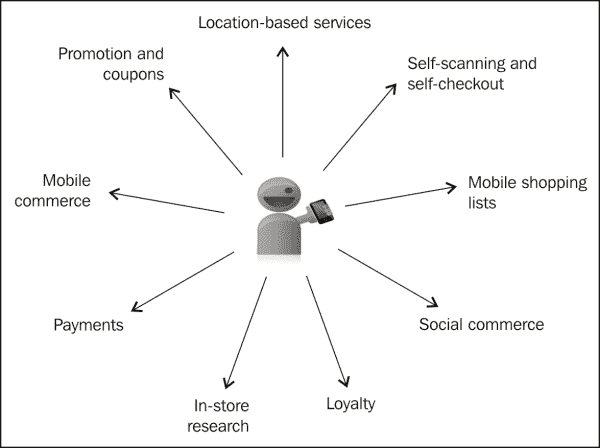 Location-based services
Promotion and
coupons
Self-scanning and
self-checkout
Mobile
commerce
Mobile shopping
lists
Payments
Social commerce
In-store
research
Loyalty